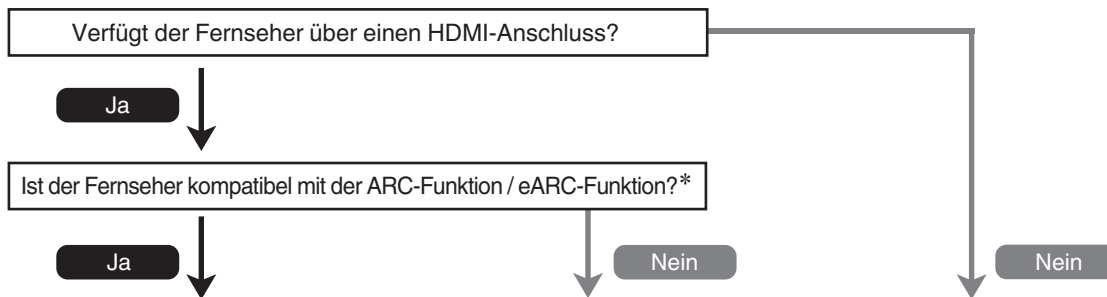 Verfügt der Fernseher über einen HDMI-Anschluss?
Ja
Ist der Fernseher kompatibel mit der ARC-Funktion / eARC-Funktion?*
Ja
Nein
Nein